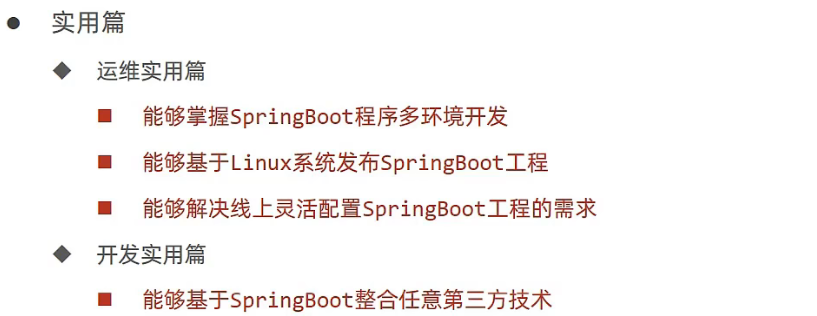 实用篇
运维实用篇
能够掌握SpringBoot程序多环境开发
能够基于Linux系统发布SpringBoot工程
能够解决线上灵活配置SpringBoot工程的需求
开发实用篇
能够基于SpringBoot整合任意第三方技术